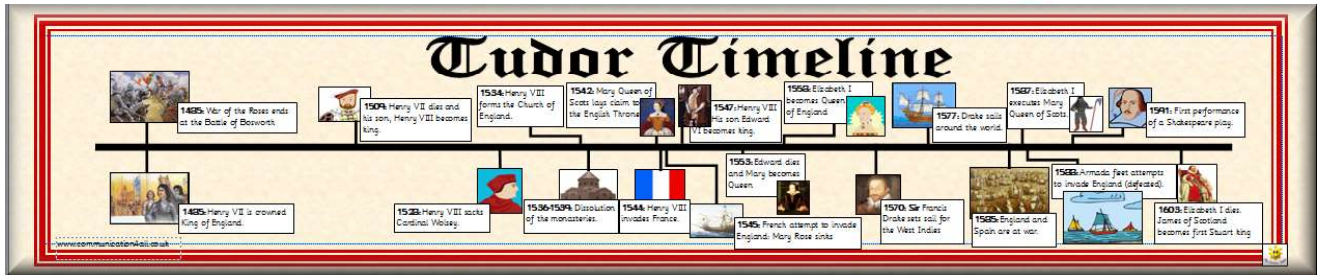 Tudor Timeline
1485: War of the Roses ends
at the Battle of Bosworth
1509: Henry VII dies and
his son, Henry VIII becomes
king.
1534: Henry VIII
forms the Church of
England.
1542: Mary Queen of
Scots lays claim to
the English Throne
1547: Henry VIII
His son Edward
VI becomes king.
1558: Elizabeth I
becomes Queen
of England
1577: Drake sails
around the world.
1587: Elizabeth I
executes Mary
Queen of Scots.
1591: First performance
of a Shakespeare play.
1485: Henry VII is crowned
King of England.
Henry VIII sacks
Cardinal Wolsey.
1536-1539: Dissolution
of the monasteries.
1544: Henry VIII
invades France.
1553: Edward dies
and Mary becomes
Queen
1545: French attempt to invade
England: Mary Rose sinks
1570: Sir Francis
Drake sets sail for
the West Indies
1585: England and
Spain are at war.
1588: Armada feet attempts
to invade England (defeated).
1603: Elizabeth I dies.
James of Scotland
becomes first Stuart king
www.communication4all.co.uk